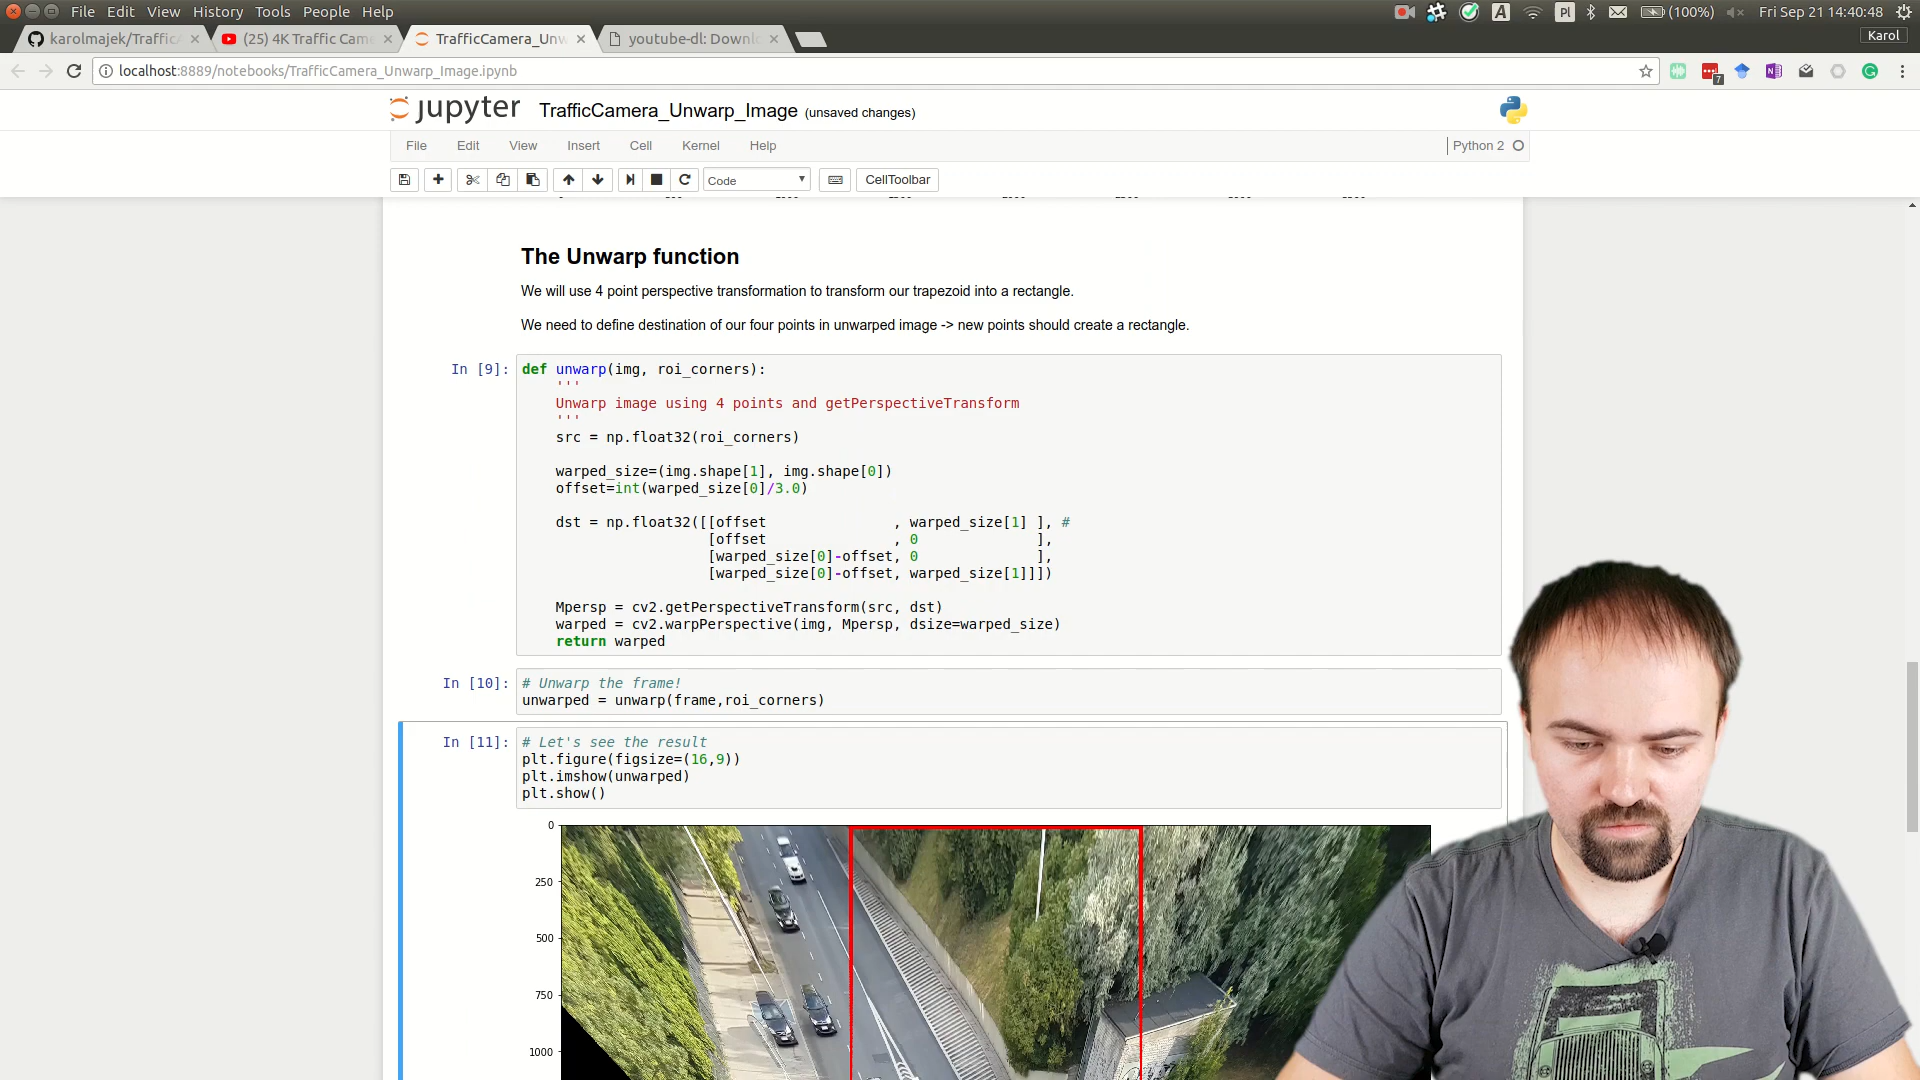 File Edit View History Tools People Help
Pl (100%) Fri Sep 21 14:40:48
karolmajek/Traffic
(25) 4K Traffic Cam
TrafficCamera_Unw
youtube-dl: Downl
Karol
localhost:8889/notebooks/TrafficCamera_Unwarp_Image.ipynb
7
jupyter TrafficCamera_Unwarp_Image (unsaved changes)
File Edit View Insert Cell Kernel Help
Python 2
Code
CellToolbar
The Unwarp function
We will use 4 point perspective transformation to transform our trapezoid into a rectangle.
We need to define destination of our four points in unwarped image -> new points should create a rectangle.
In [9]: def unwarp(img, roi_corners):
'''
Unwarp image using 4 points and getPerspectiveTransform
'''
src = np.float32(roi_corners)
warped_size=(img.shape[1], img.shape[0])
offset=int(warped_size[0]/3.0)
dst = np.float32([[offset , warped_size[1] ], #
[offset , 0 ],
[warped_size[0]-offset, 0 ],
[warped_size[0]-offset, warped_size[1]]])
Mpersp = cv2.getPerspectiveTransform(src, dst)
warped = cv2.warpPerspective(img, Mpersp, dsize=warped_size)
return warped
In [10]: # Unwarp the frame!
unwarped = unwarp(frame,roi_corners)
In [11]: # Let's see the result
plt.figure(figsize=(16,9))
plt.imshow(unwarped)
plt.show()
0
250
500
750
1000